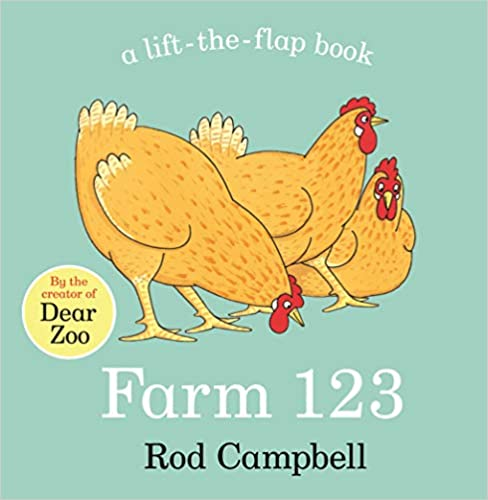 a lift-the-flap book
By the
creator of
Dear
Zoo
Farm 123
Rod Campbell